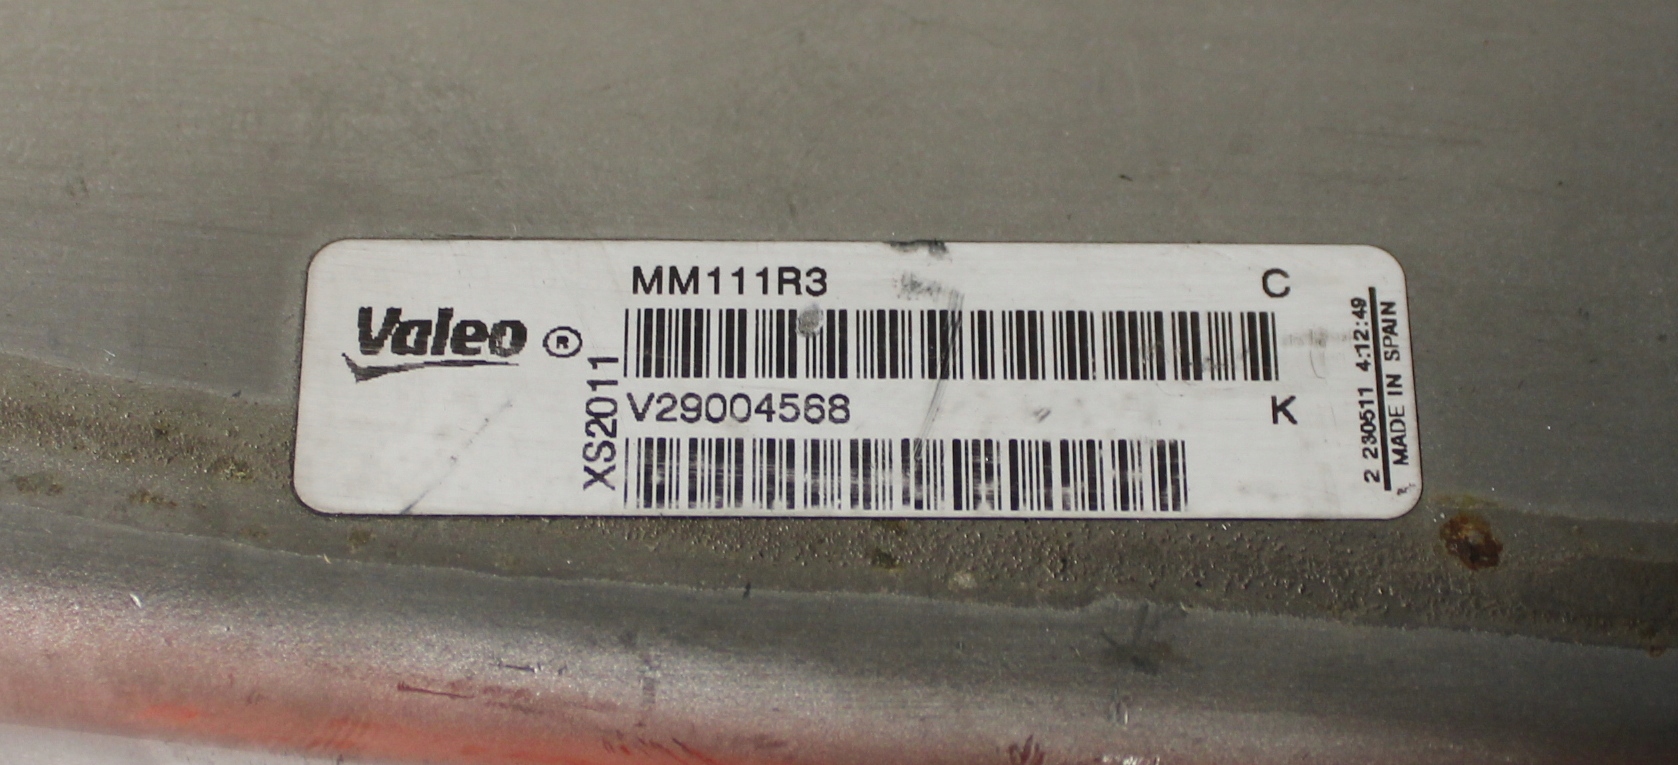 MM111R3 C
Valeo ®
XS2011
V29004568 K
2 230511 4:12:49
MADE IN SPAIN